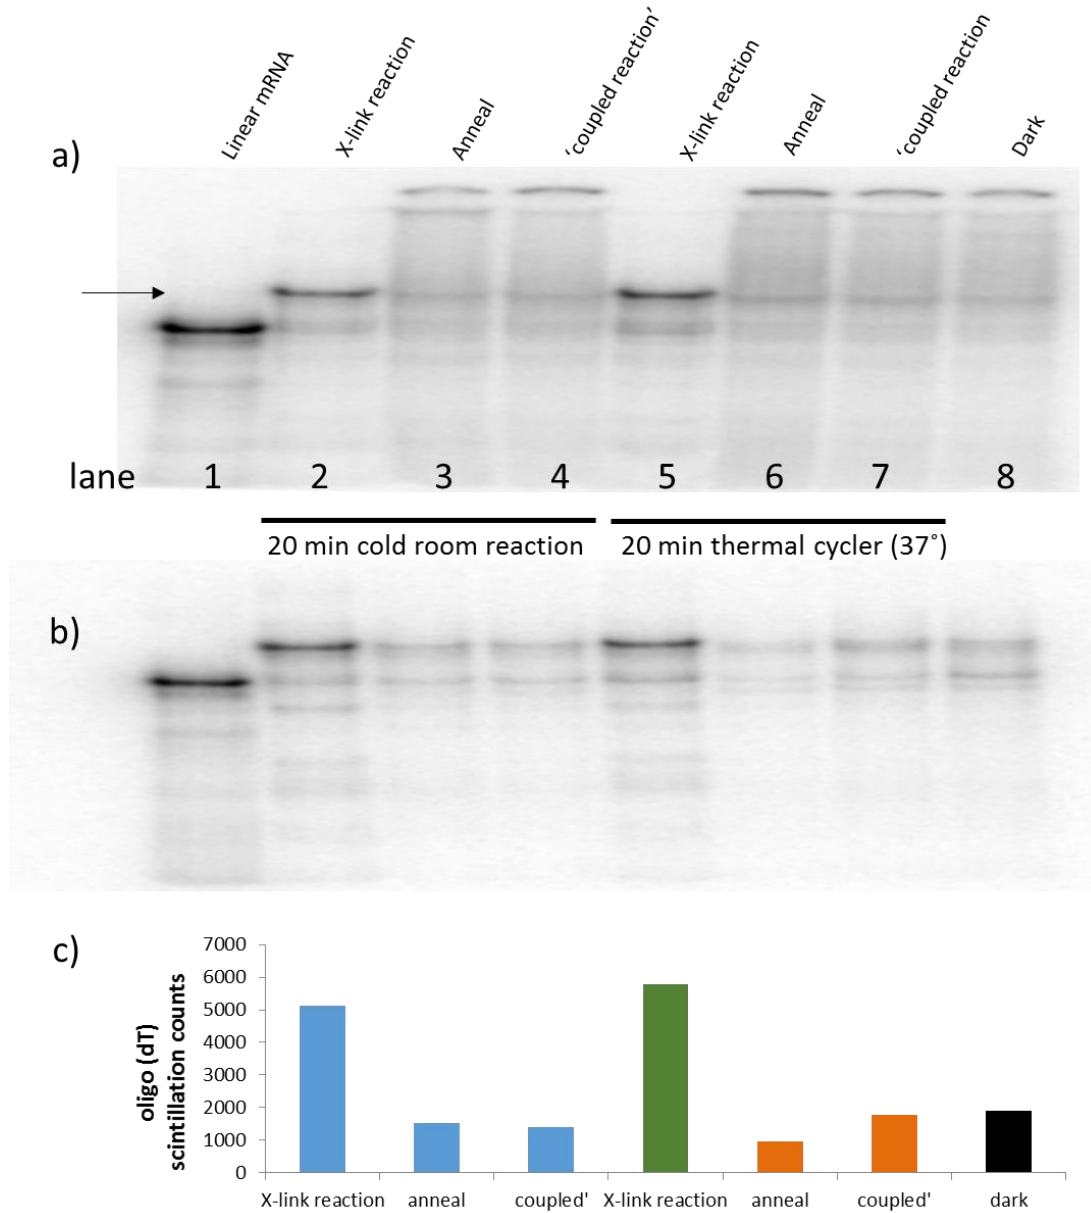 Linear mRNA
X-link reaction
Anneal
‘coupled reaction’
X-link reaction
Anneal
‘coupled reaction
Dark
a)
lane 1 2 3 4 5 6 7 8
20 min cold room reaction
20 min thermal cycler (37˚)
b)
c)
oligo (dT)
scintillation counts
7000
6000
5000
4000
3000
2000
1000
0
X-link reaction anneal coupled' X-link reaction anneal coupled' dark